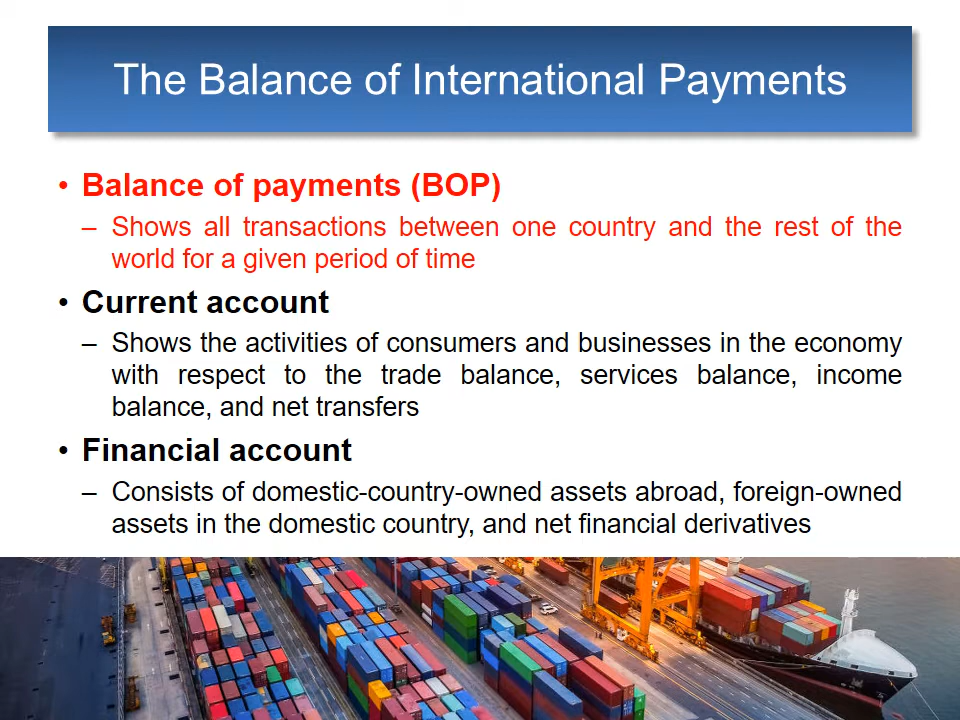 The Balance of International Payments
• Balance of payments (BOP)
– Shows all transactions between one country and the rest of the
world for a given period of time
• Current account
– Shows the activities of consumers and businesses in the economy
with respect to the trade balance, services balance, income
balance, and net transfers
• Financial account
– Consists of domestic-country-owned assets abroad, foreign-owned
assets in the domestic country, and net financial derivatives